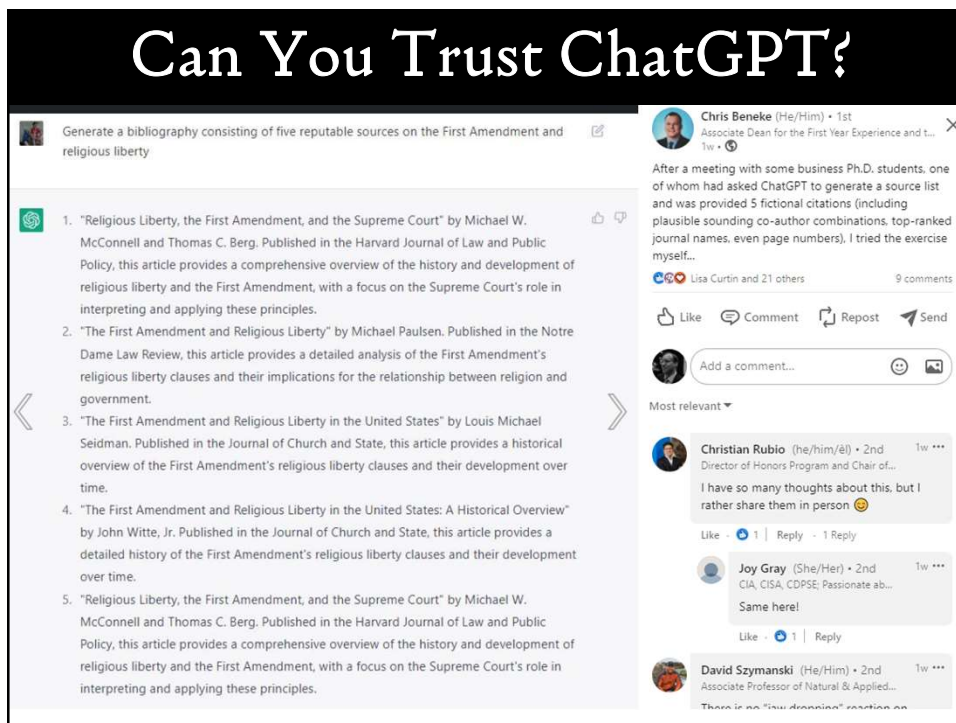 Can You Trust ChatGPT?
Generate a bibliography consisting of five reputable sources on the First Amendment and
religious liberty
1. "Religious Liberty, the First Amendment, and the Supreme Court" by Michael W.
McConnell and Thomas C. Berg. Published in the Harvard Journal of Law and Public
Policy, this article provides a comprehensive overview of the history and development of
religious liberty and the First Amendment, with a focus on the Supreme Court's role in
interpreting and applying these principles.
2. "The First Amendment and Religious Liberty" by Michael Paulsen. Published in the Notre
Dame Law Review, this article provides a detailed analysis of the First Amendment's
religious liberty clauses and their implications for the relationship between religion and
government.
3. "The First Amendment and Religious Liberty in the United States" by Louis Michael
Seidman. Published in the Journal of Church and State, this article provides a historical
overview of the First Amendment's religious liberty clauses and their development over
time.
4. "The First Amendment and Religious Liberty in the United States: A Historical Overview"
by John Witte, Jr. Published in the Journal of Church and State, this article provides a
detailed history of the First Amendment's religious liberty clauses and their development
over time.
5. "Religious Liberty, the First Amendment, and the Supreme Court" by Michael W.
McConnell and Thomas C. Berg. Published in the Harvard Journal of Law and Public
Policy, this article provides a comprehensive overview of the history and development of
religious liberty and the First Amendment, with a focus on the Supreme Court's role in
interpreting and applying these principles.
Chris Beneke (He/Him) • 1st
Associate Dean for the First Year Experience and t...
1w •
After a meeting with some business Ph.D. students, one
of whom had asked ChatGPT to generate a source list
and was provided 5 fictional citations (including
plausible sounding co-author combinations, top-ranked
journal names, even page numbers), I tried the exercise
myself...
Lisa Curtin and 21 others 9 comments
Like Comment Repost Send
Add a comment...
Most relevant
Christian Rubio (he/him/él) • 2nd 1w •••
Director of Honors Program and Chair of...
I have so many thoughts about this, but I
rather share them in person 😊
Like · 1 | Reply · 1 Reply
Joy Gray (She/Her) • 2nd 1w •••
CIA, CISA, CDPSE; Passionate ab...
Same here!
Like · 1 | Reply
David Szymanski (He/Him) • 2nd 1w •••
Associate Professor of Natural & Applied...
There is no "jaw dropping" reaction on